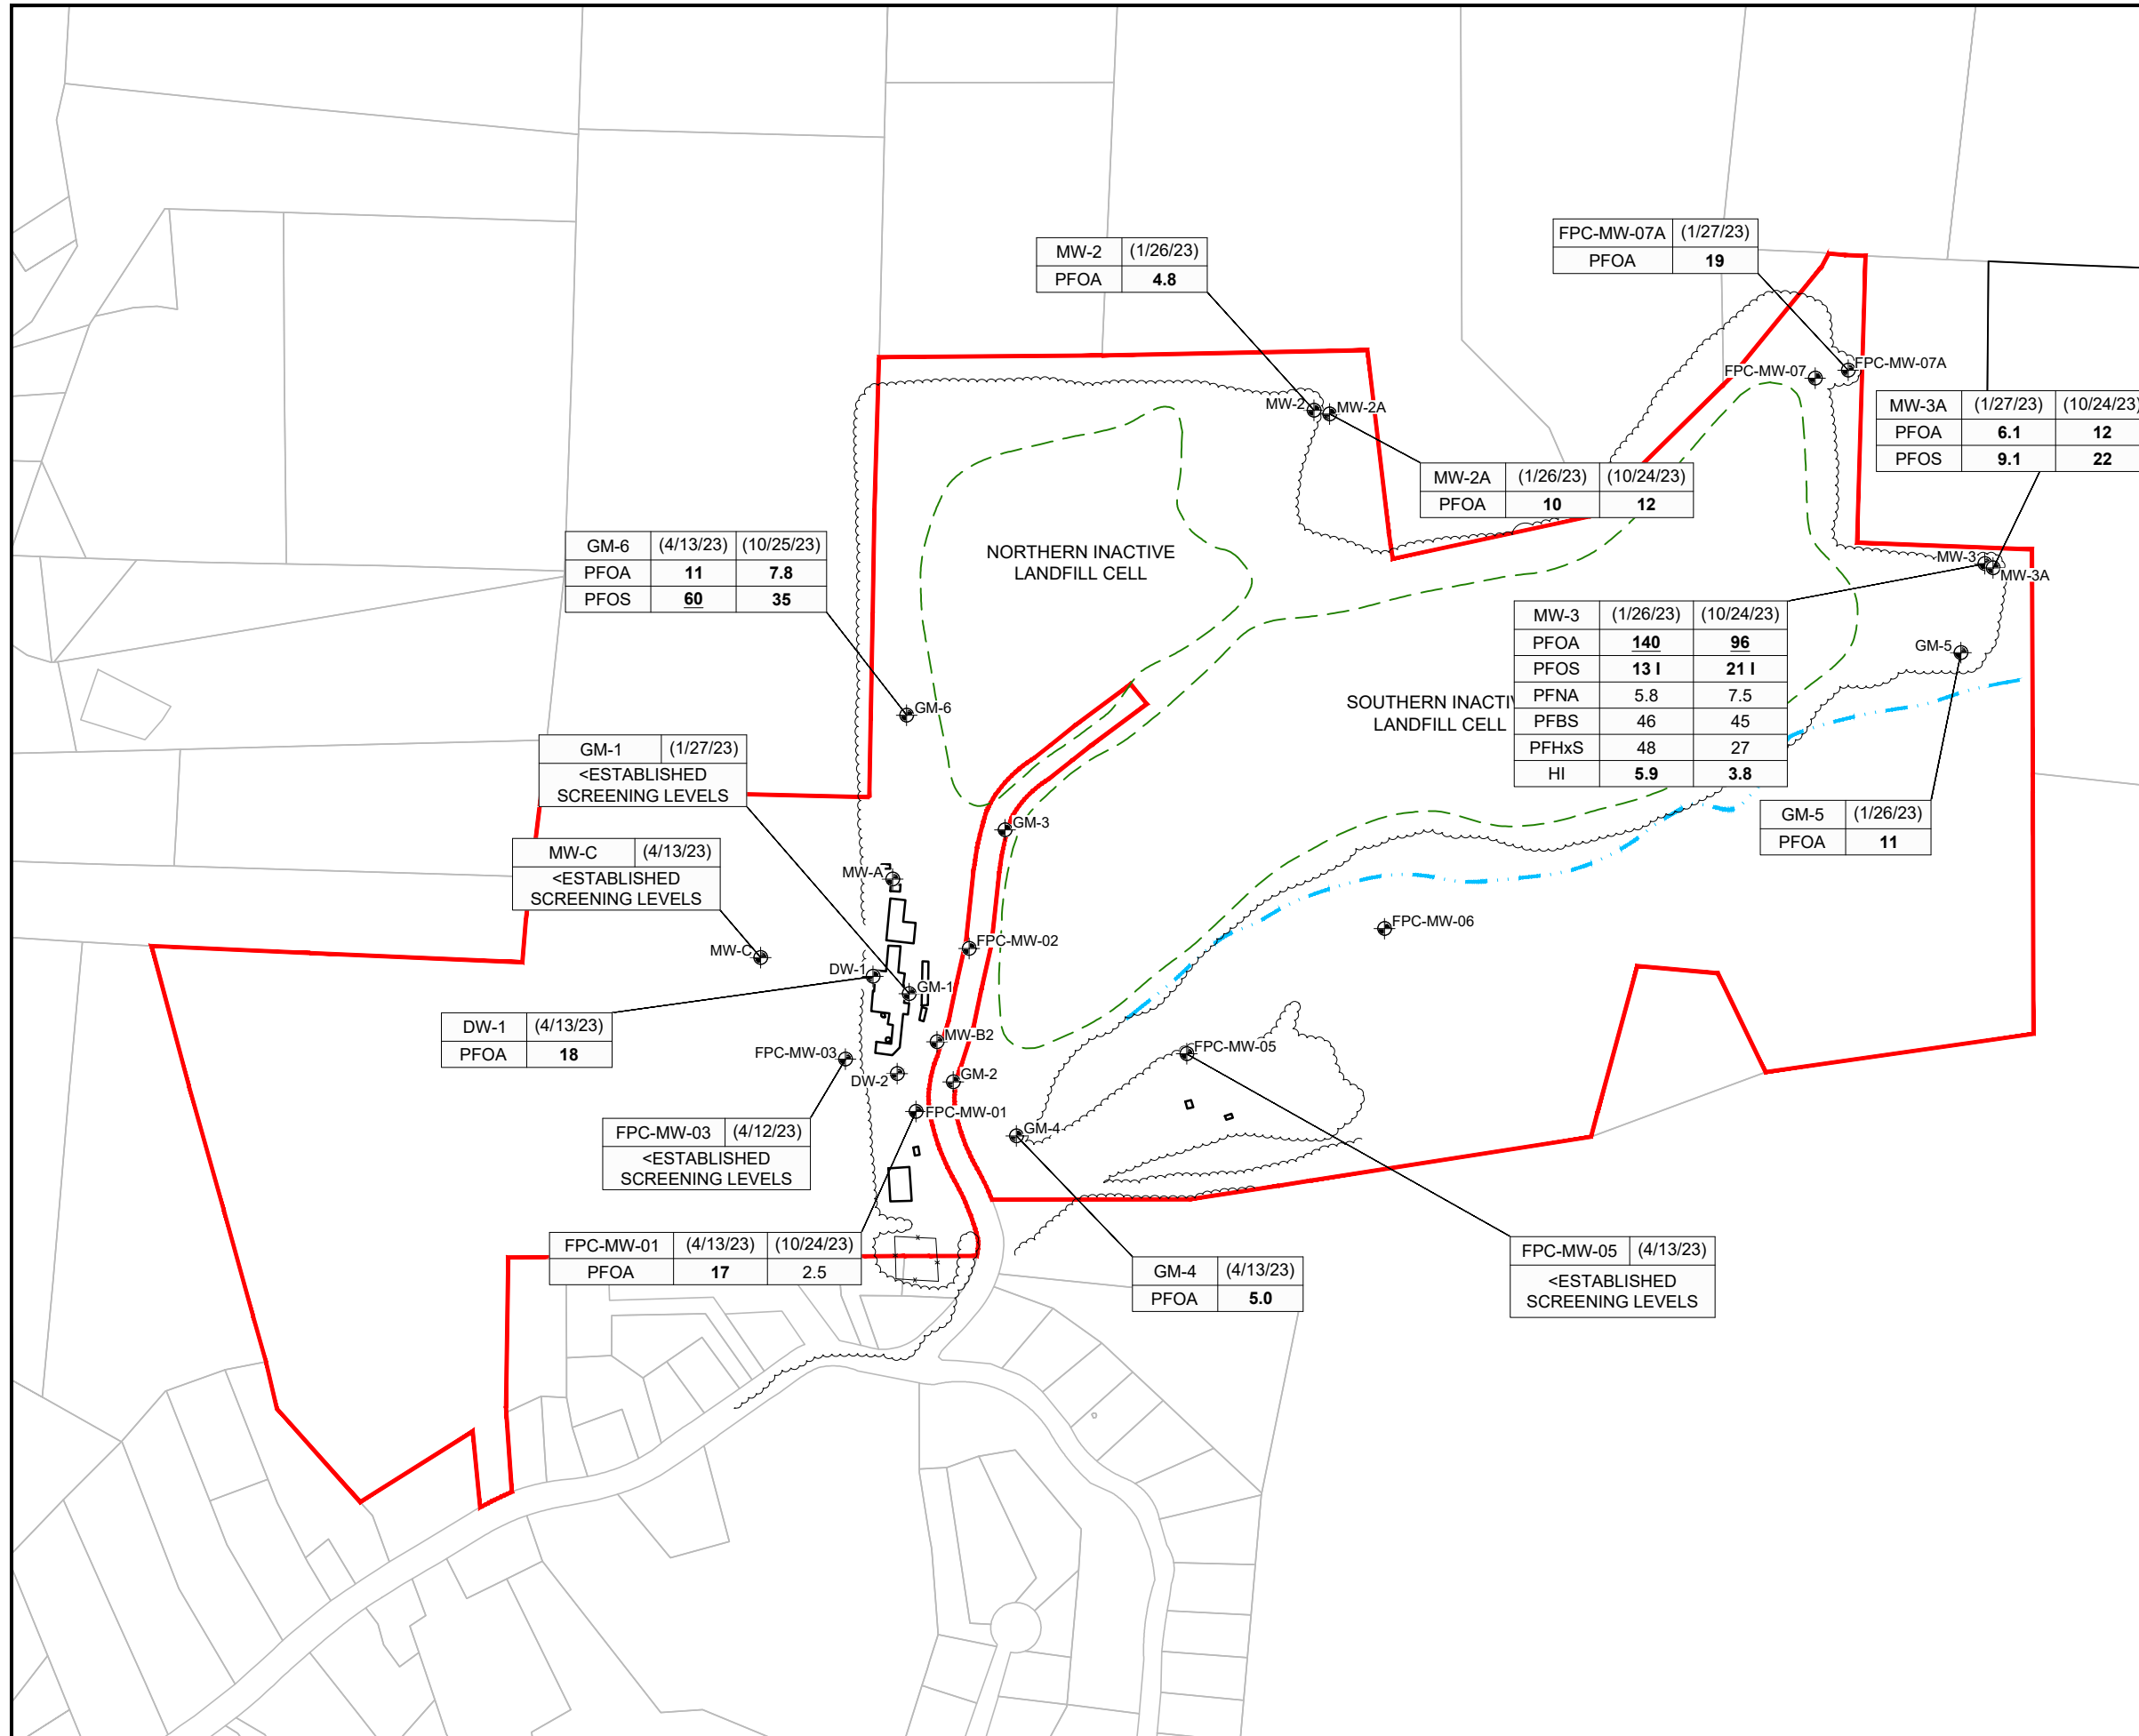 MW-2 (1/26/23)
PFOA 4.8
FPC-MW-07A (1/27/23)
PFOA 19
FPC-MW-07A
FPC-MW-07
MW-2
MW-2A
MW-3A (1/27/23) (10/24/23)
PFOA 6.1 12
PFOS 9.1 22
MW-2A (1/26/23) (10/24/23)
PFOA 10 12
GM-6 (4/13/23) (10/25/23)
PFOA 11 7.8
PFOS 60 35
NORTHERN INACTIVE
LANDFILL CELL
MW-3
MW-3A
MW-3 (1/26/23) (10/24/23)
PFOA 140 96
PFOS 13 I 21 I
PFNA 5.8 7.5
PFBS 46 45
PFHxS 48 27
HI 5.9 3.8
GM-5
SOUTHERN INACTIV
LANDFILL CELL
GM-6
GM-1 (1/27/23)
<ESTABLISHED
SCREENING LEVELS
GM-5 (1/26/23)
PFOA 11
GM-3
MW-C (4/13/23)
<ESTABLISHED
SCREENING LEVELS
MW-A
FPC-MW-06
FPC-MW-02
MW-C
DW-1
GM-1
DW-1 (4/13/23)
PFOA 18
MW-B2
FPC-MW-05
FPC-MW-03
DW-2
GM-2
FPC-MW-01
GM-4
FPC-MW-03 (4/12/23)
<ESTABLISHED
SCREENING LEVELS
FPC-MW-01 (4/13/23) (10/24/23)
PFOA 17 2.5
GM-4 (4/13/23)
PFOA 5.0
FPC-MW-05 (4/13/23)
<ESTABLISHED
SCREENING LEVELS